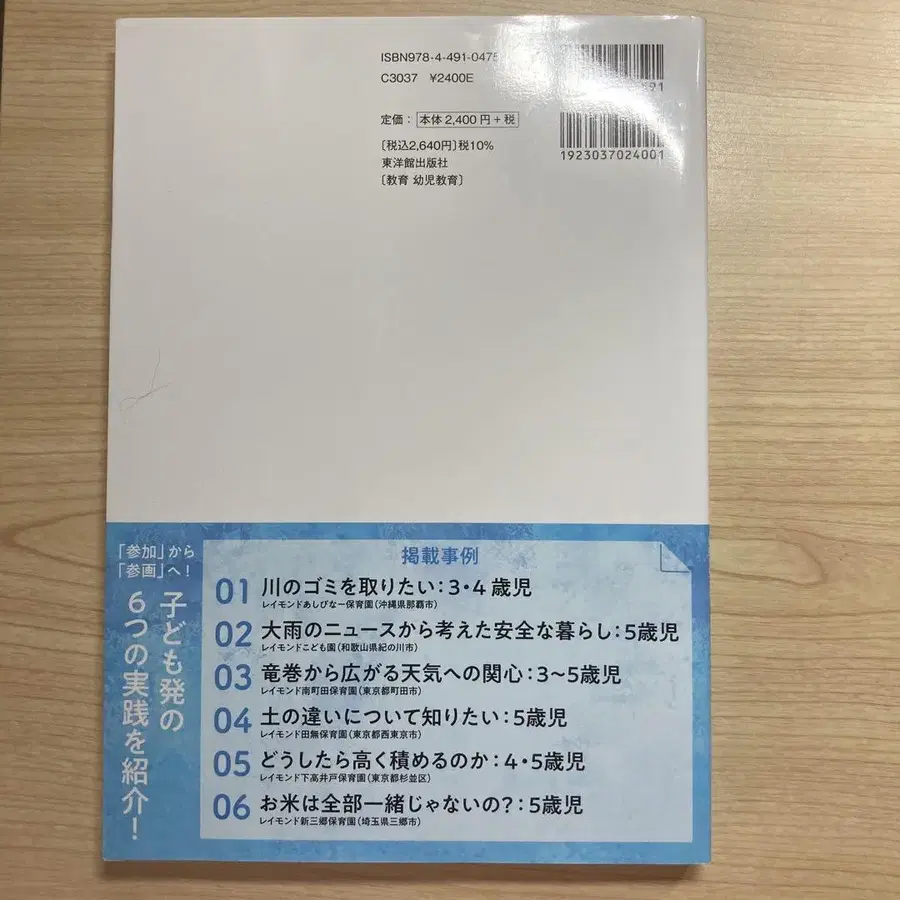 ISBN978-4-491-0475
C3037 ¥2400E
定価： 本体2,400円+税
〔税込2,640円〕税10%
東洋館出版社
〔教育 幼児教育〕
91
1923037024001
「参加」から
「参画」へ！
子ども発の
6つの実践を紹介！
掲載事例
01 川のゴミを取りたい：3・4歳児
レイモンドあしびなー保育園（沖縄県那覇市）
02 大雨のニュースから考えた安全な暮らし：5歳児
レイモンドこども園（和歌山県紀の川市）
03 竜巻から広がる天気への関心：3〜5歳児
レイモンド南町田保育園（東京都町田市）
04 土の違いについて知りたい：5歳児
レイモンド田無保育園（東京都西東京市）
05 どうしたら高く積めるのか：4・5歳児
レイモンド下高井戸保育園（東京都杉並区）
06 お米は全部一緒じゃないの？：5歳児
レイモンド新三郷保育園（埼玉県三郷市）